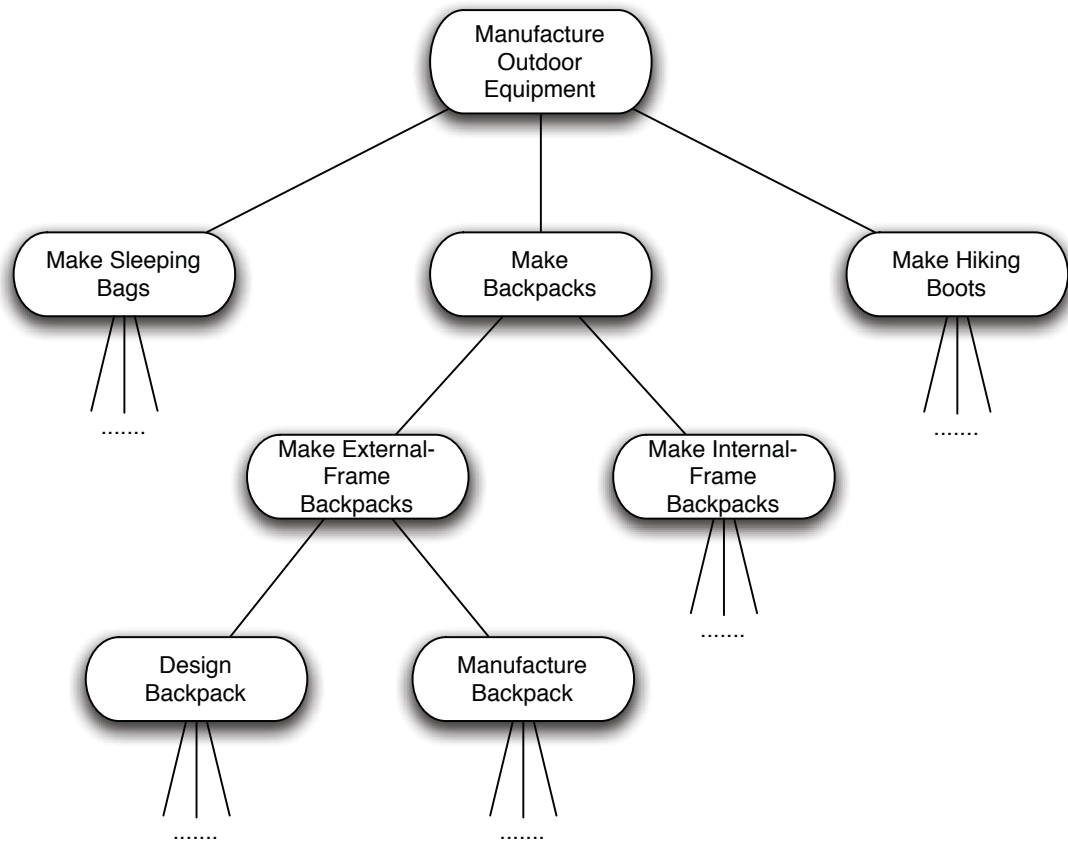 Manufacture
Outdoor
Equipment
Make Sleeping
Bags
Make
Backpacks
Make Hiking
Boots
.......
.......
Make External-
Frame
Backpacks
Make Internal-
Frame
Backpacks
.......
Design
Backpack
Manufacture
Backpack
.......
.......